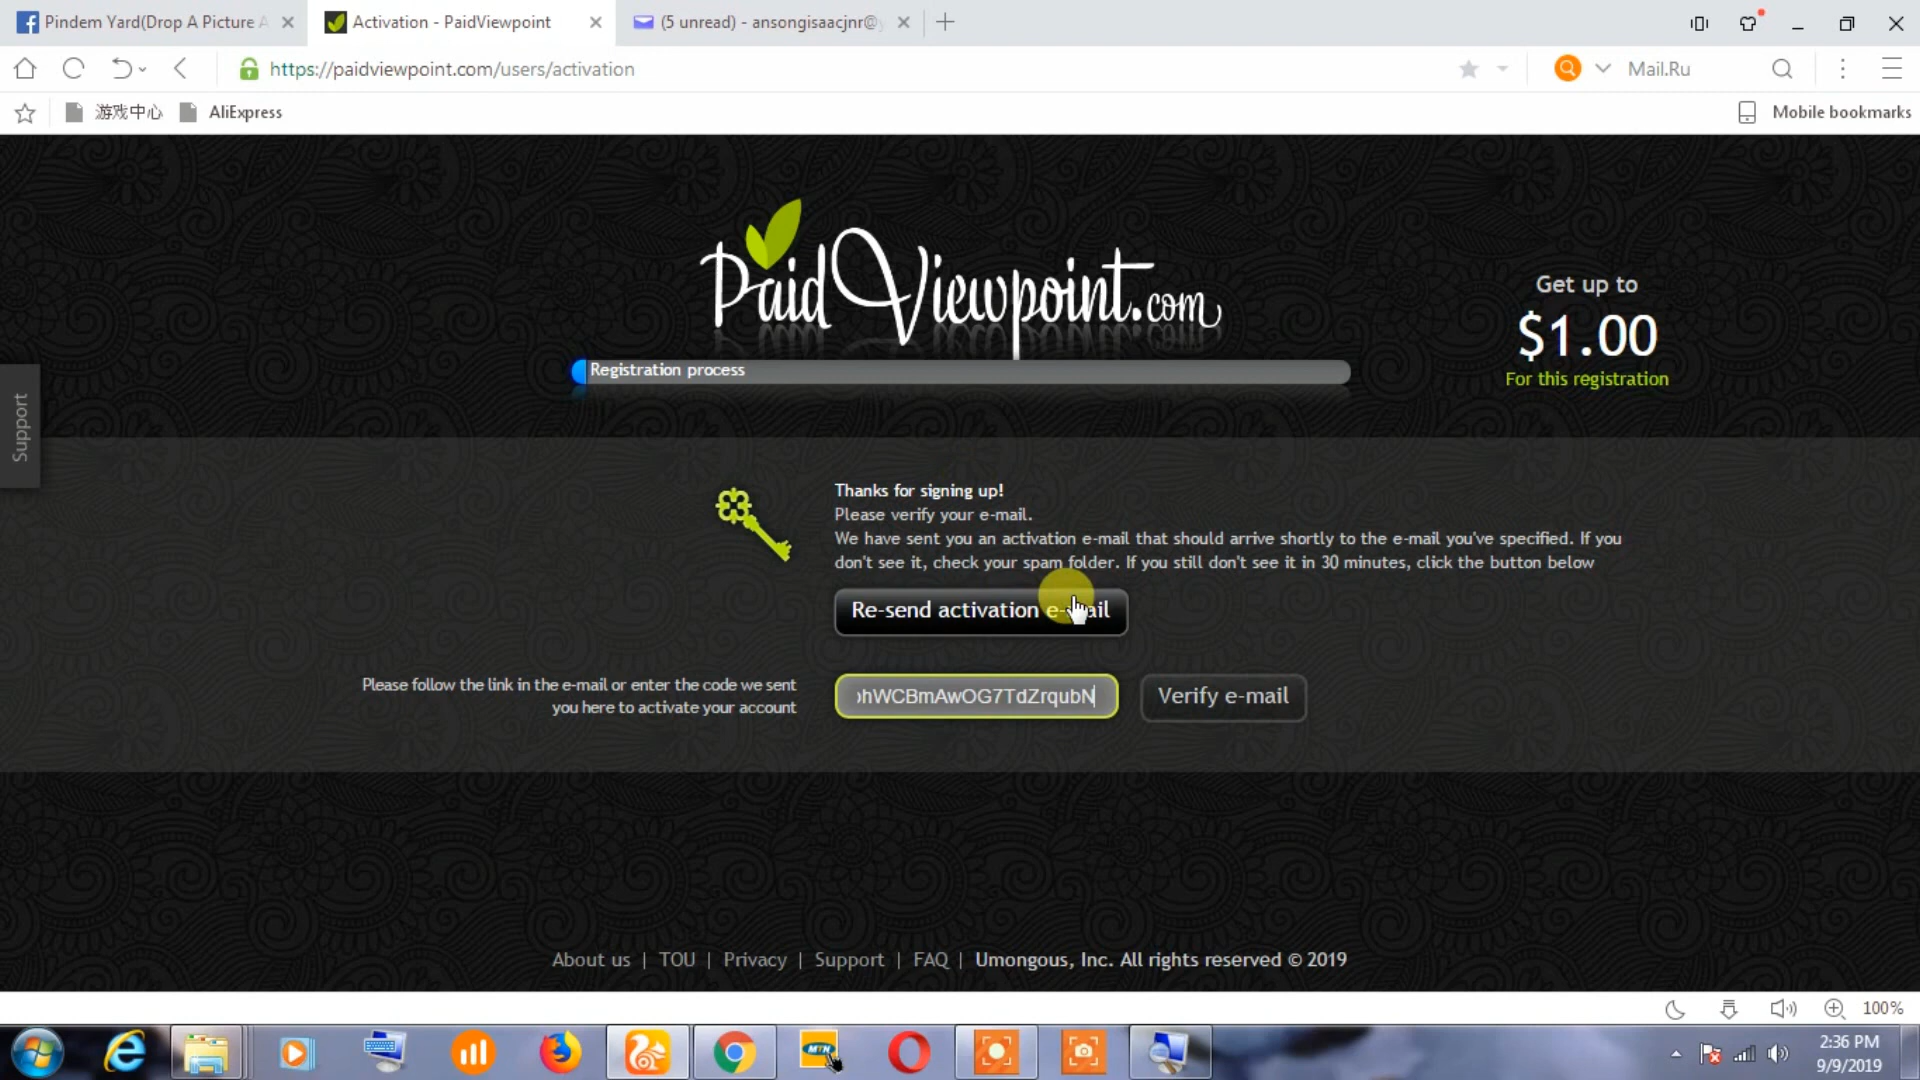 Pindem Yard(Drop A Picture A
Activation - PaidViewpoint
(5 unread) - ansongisaacjnr@y
https://paidviewpoint.com/users/activation
Mail.Ru
游戏中心
AliExpress
Mobile bookmarks
PaidViewpoint.com
Registration process
Get up to
$1.00
For this registration
Support
Thanks for signing up!
Please verify your e-mail.
We have sent you an activation e-mail that should arrive shortly to the e-mail you've specified. If you
don't see it, check your spam folder. If you still don't see it in 30 minutes, click the button below
Re-send activation e-mail
Please follow the link in the e-mail or enter the code we sent
you here to activate your account
hWCBmAwOG7TdZrqubN
Verify e-mail
About us | TOU | Privacy | Support | FAQ | Umongous, Inc. All rights reserved © 2019
100%
MTN
2:36 PM
9/9/2019